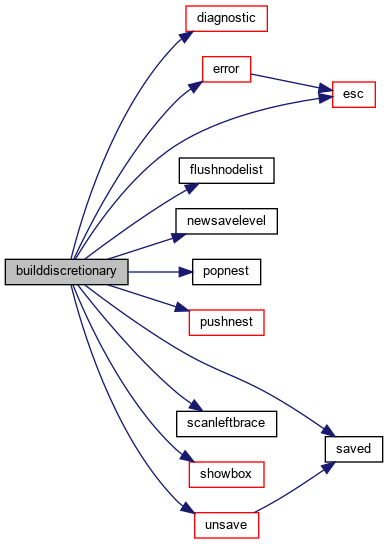 diagnostic
error
esc
flushnodelist
newsavelevel
builddiscretionary
popnest
pushnest
scanleftbrace
saved
showbox
unsave